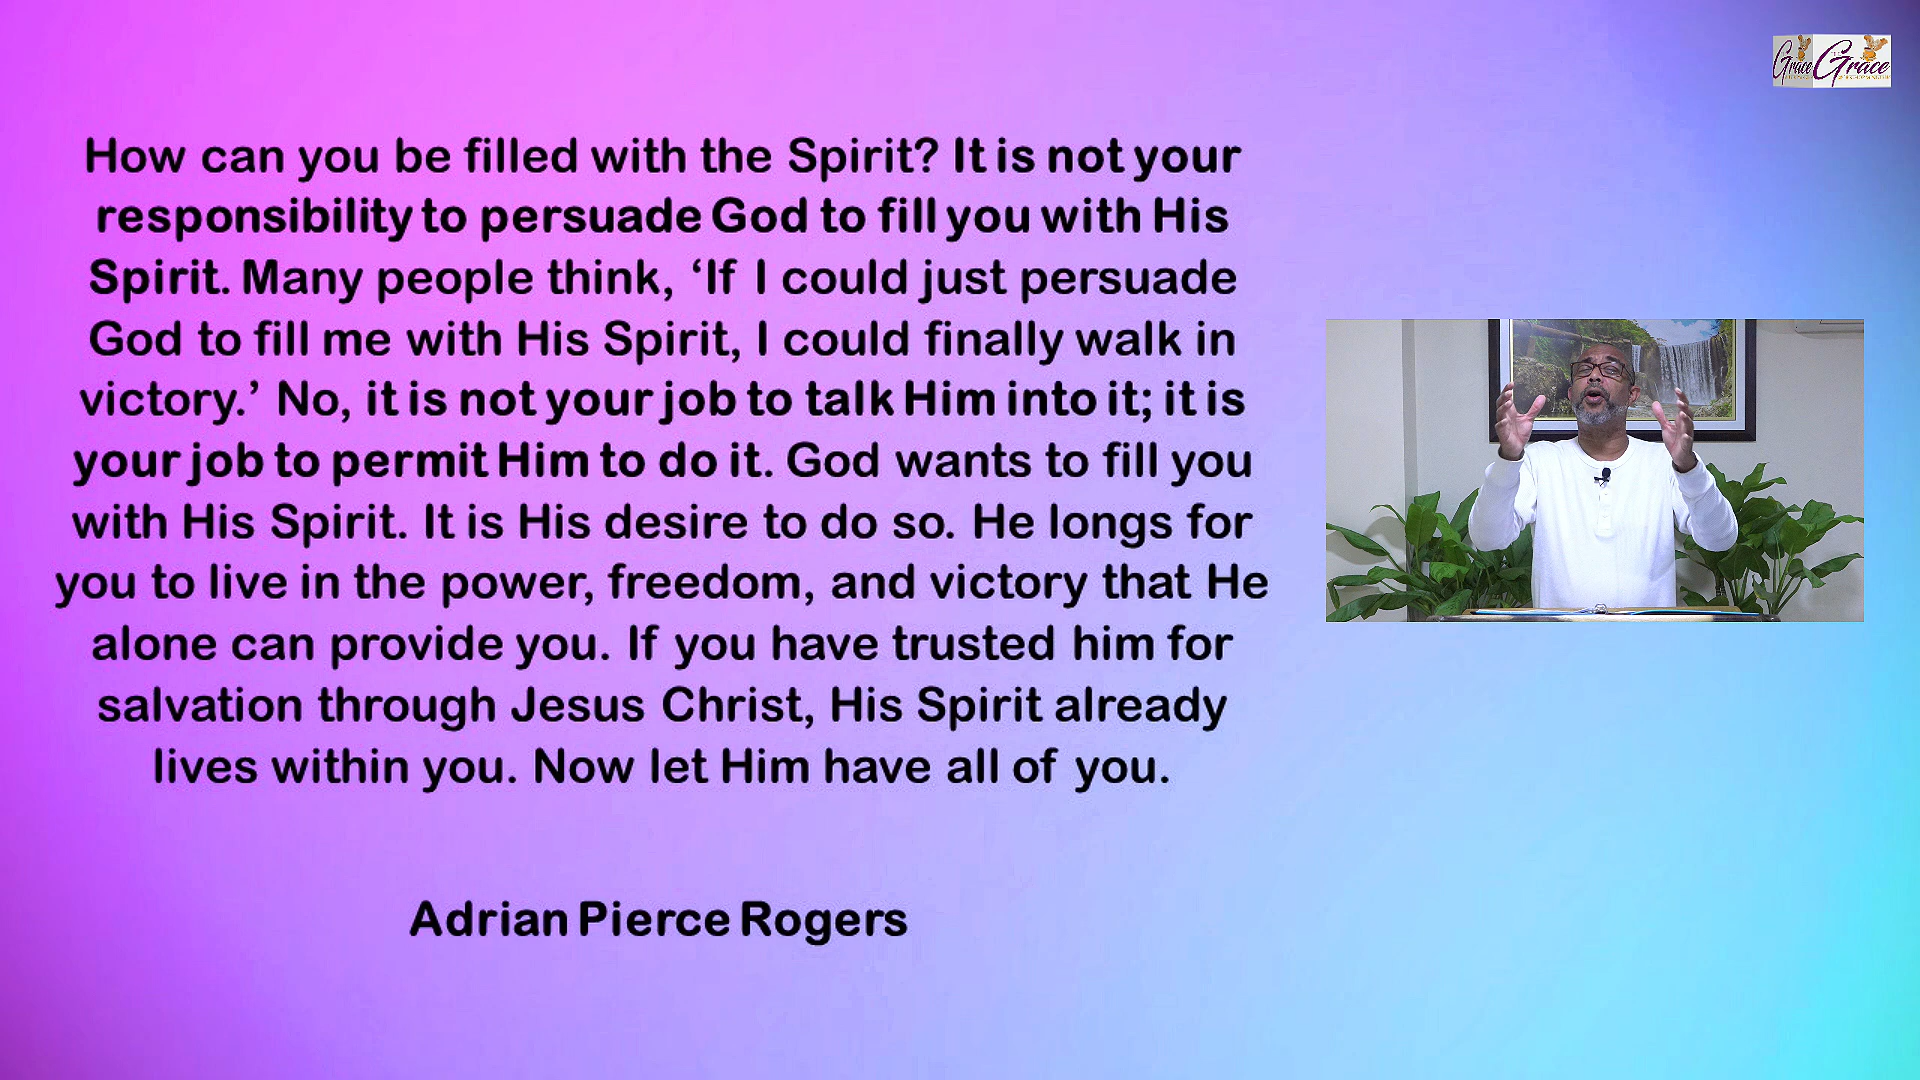 How can you be filled with the Spirit? It is not your
responsibility to persuade God to fill you with His
Spirit. Many people think, ‘If I could just persuade
God to fill me with His Spirit, I could finally walk in
victory.’ No, it is not your job to talk Him into it; it is
your job to permit Him to do it. God wants to fill you
with His Spirit. It is His desire to do so. He longs for
you to live in the power, freedom, and victory that He
alone can provide you. If you have trusted him for
salvation through Jesus Christ, His Spirit already
lives within you. Now let Him have all of you.
Adrian Pierce Rogers
Grace Grace